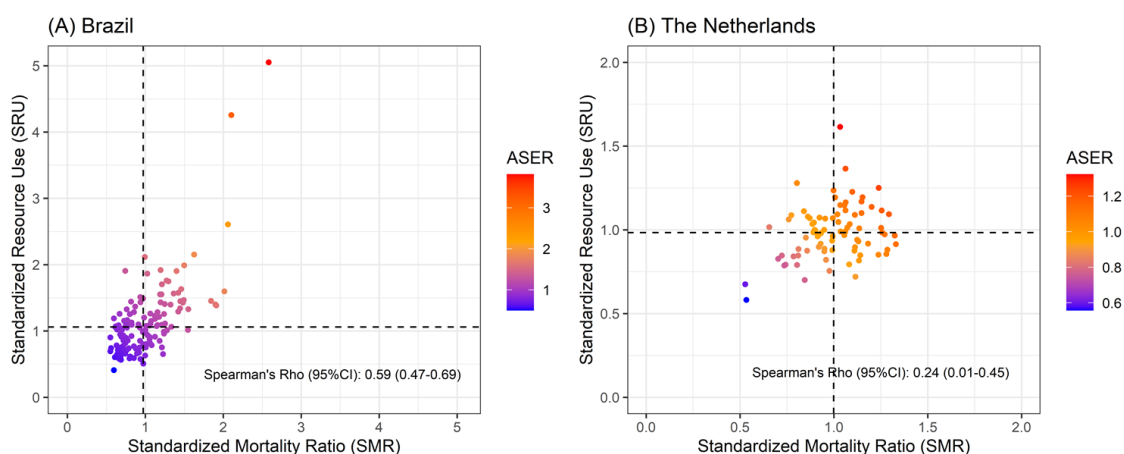 (A) Brazil
Standardized Resource Use (SRU)
5
4
3
2
1
0
Spearman's Rho (95%CI): 0.59 (0.47-0.69)
0 1 2 3 4 5
Standardized Mortality Ratio (SMR)
ASER
3
2
1
(B) The Netherlands
Standardized Resource Use (SRU)
2.0
1.5
1.0
0.5
0.0
Spearman's Rho (95%CI): 0.24 (0.01-0.45)
0.0 0.5 1.0 1.5 2.0
Standardized Mortality Ratio (SMR)
ASER
1.2
1.0
0.8
0.6